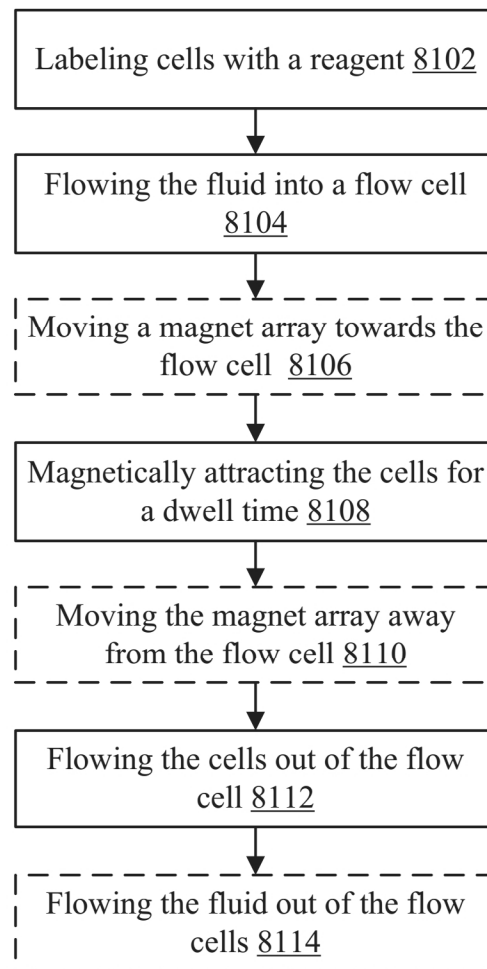 Labeling cells with a reagent 8102
Flowing the fluid into a flow cell
8104
Moving a magnet array towards the
flow cell 8106
Magnetically attracting the cells for
a dwell time 8108
Moving the magnet array away
from the flow cell 8110
Flowing the cells out of the flow
cell 8112
Flowing the fluid out of the flow
cells 8114